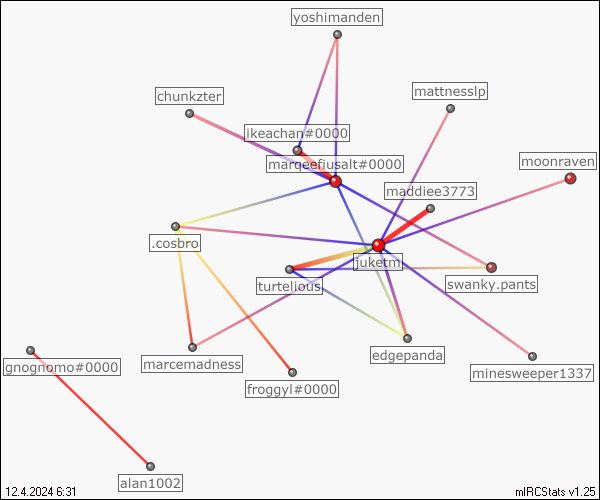 yoshimanden
mattnesslp
chunkzter
ikeachan#0000
marqeefiusalt#0000
moonraven
maddiee3773
.cosbro
juketm
turtelious
swanky.pants
edgepanda
marcemadness
gnognomo#0000
minesweeper1337
froggyl#0000
alan1002
12.4.2024 6:31
mIRCStats v1.25